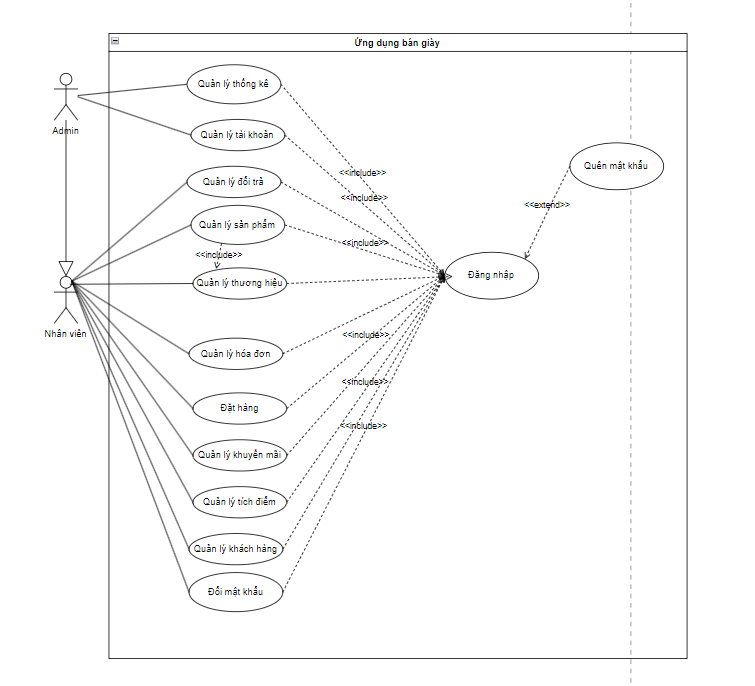 Ứng dụng bán giày
Quản lý thống kê
Admin
Quản lý tài khoản
Quên mật khẩu
<<include>>
Quản lý đổi trả
<<include>>
<<extend>>
Quản lý sản phẩm
<<include>>
<<include>>
Đăng nhập
Quản lý thương hiệu
Nhân viên
<<include>>
Quản lý hóa đơn
<<include>>
Đặt hàng
<<include>>
Quản lý khuyến mãi
Quản lý tích điểm
Quản lý khách hàng
Đổi mật khẩu